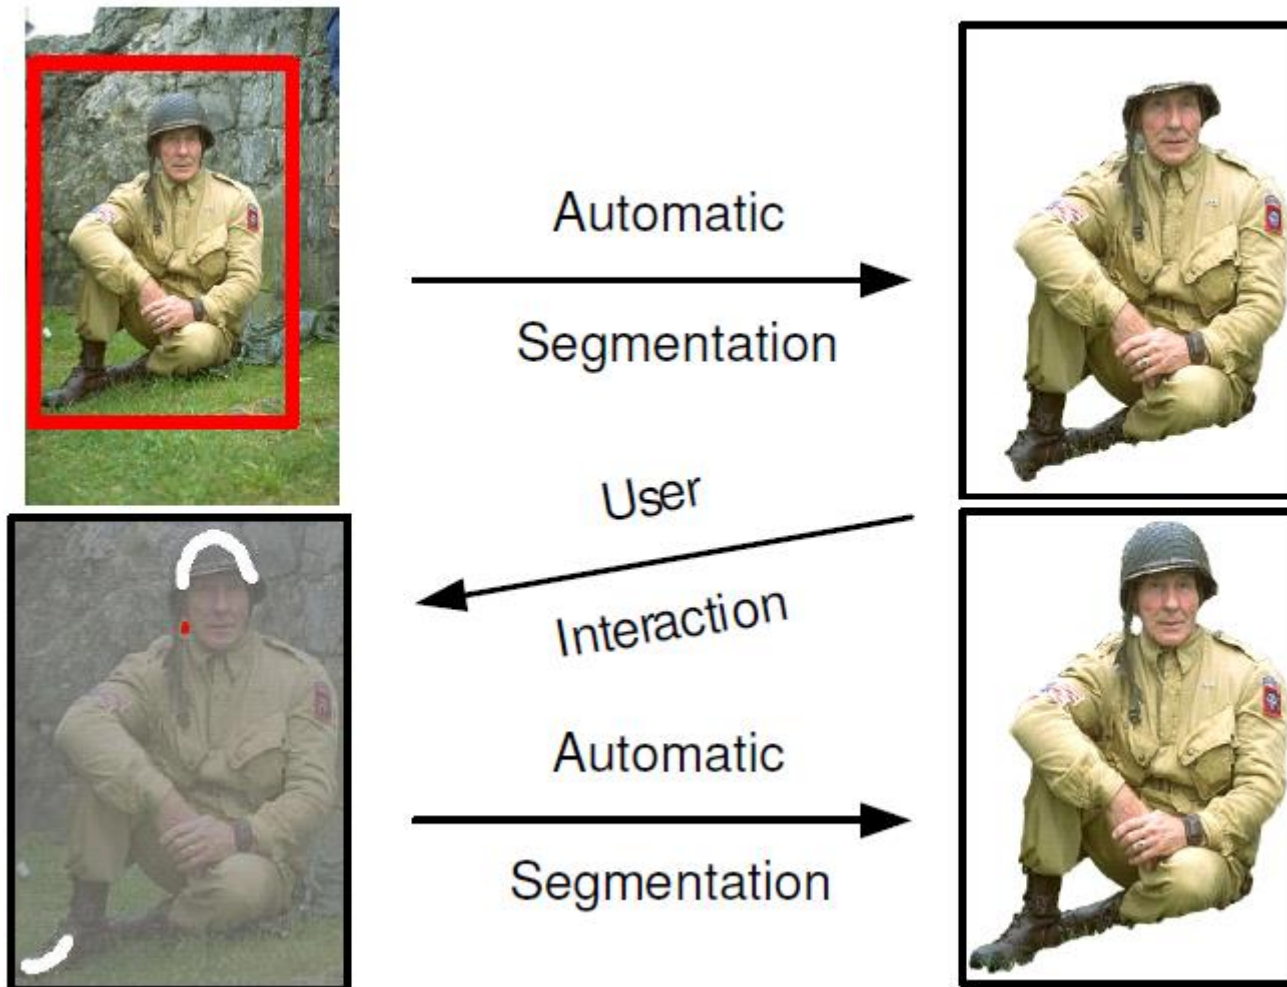 Automatic
Segmentation
User
Interaction
Automatic
Segmentation